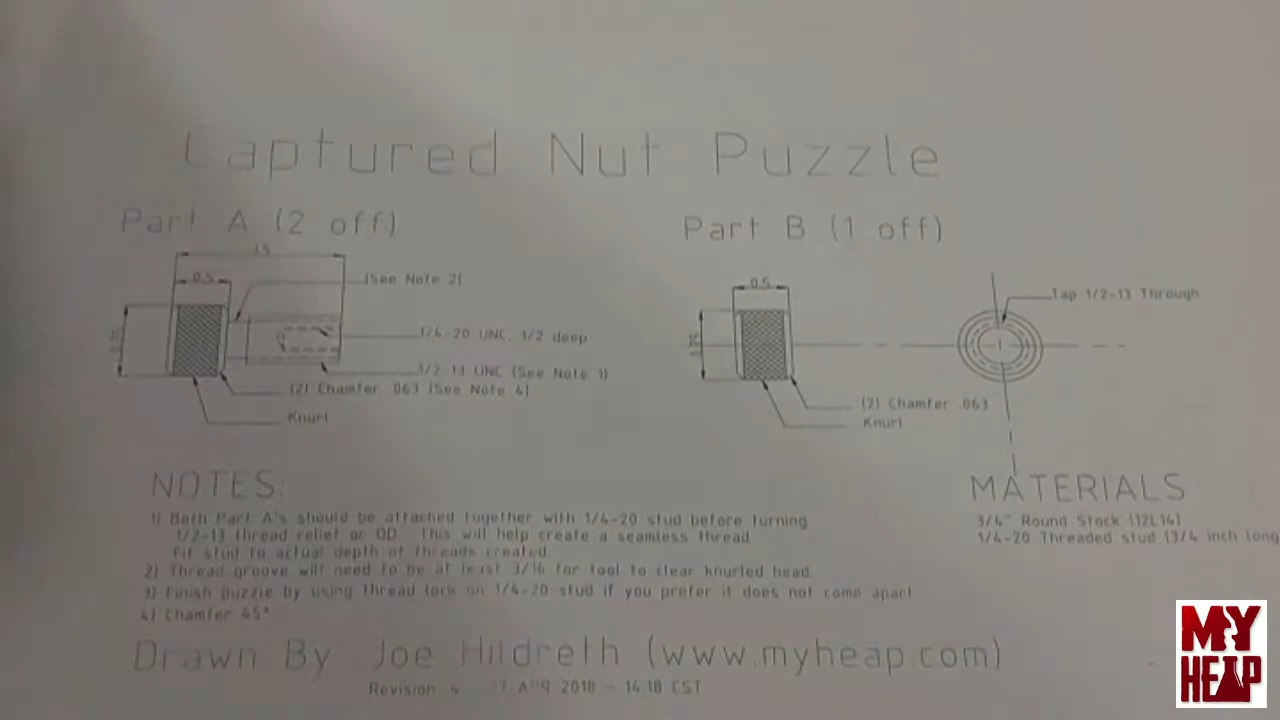 Captured Nut Puzzle
Part A (2 off)
Part B (1 off)
1.5
0.5
(See Note 2)
1/4-20 UNC, 1/2 deep
1/2-13 UNC (See Note 1)
(2) Chamfer .063 (See Note 4)
Knurl
0.5
Tap 1/2-13 Through
(2) Chamfer .063
Knurl
NOTES:
1) Both Part A's should be attached together with 1/4-20 stud before turning
1/2-13 thread relief or OD. This will help create a seamless thread
Fit stud to actual depth of threads created.
2) Thread groove will need to be at least 3/16 for tool to clear knurled head.
3) Finish puzzle by using thread lock on 1/4-20 stud if you prefer it does not come apart
4) Chamfer 45°
MATERIALS
3/4" Round Stock (12L14)
1/4-20 Threaded stud (3/4 inch long
Drawn By Joe Hildreth (www.myheap.com)
Revision 4 APR 2018 - 14:18 CST
MY
HEAP